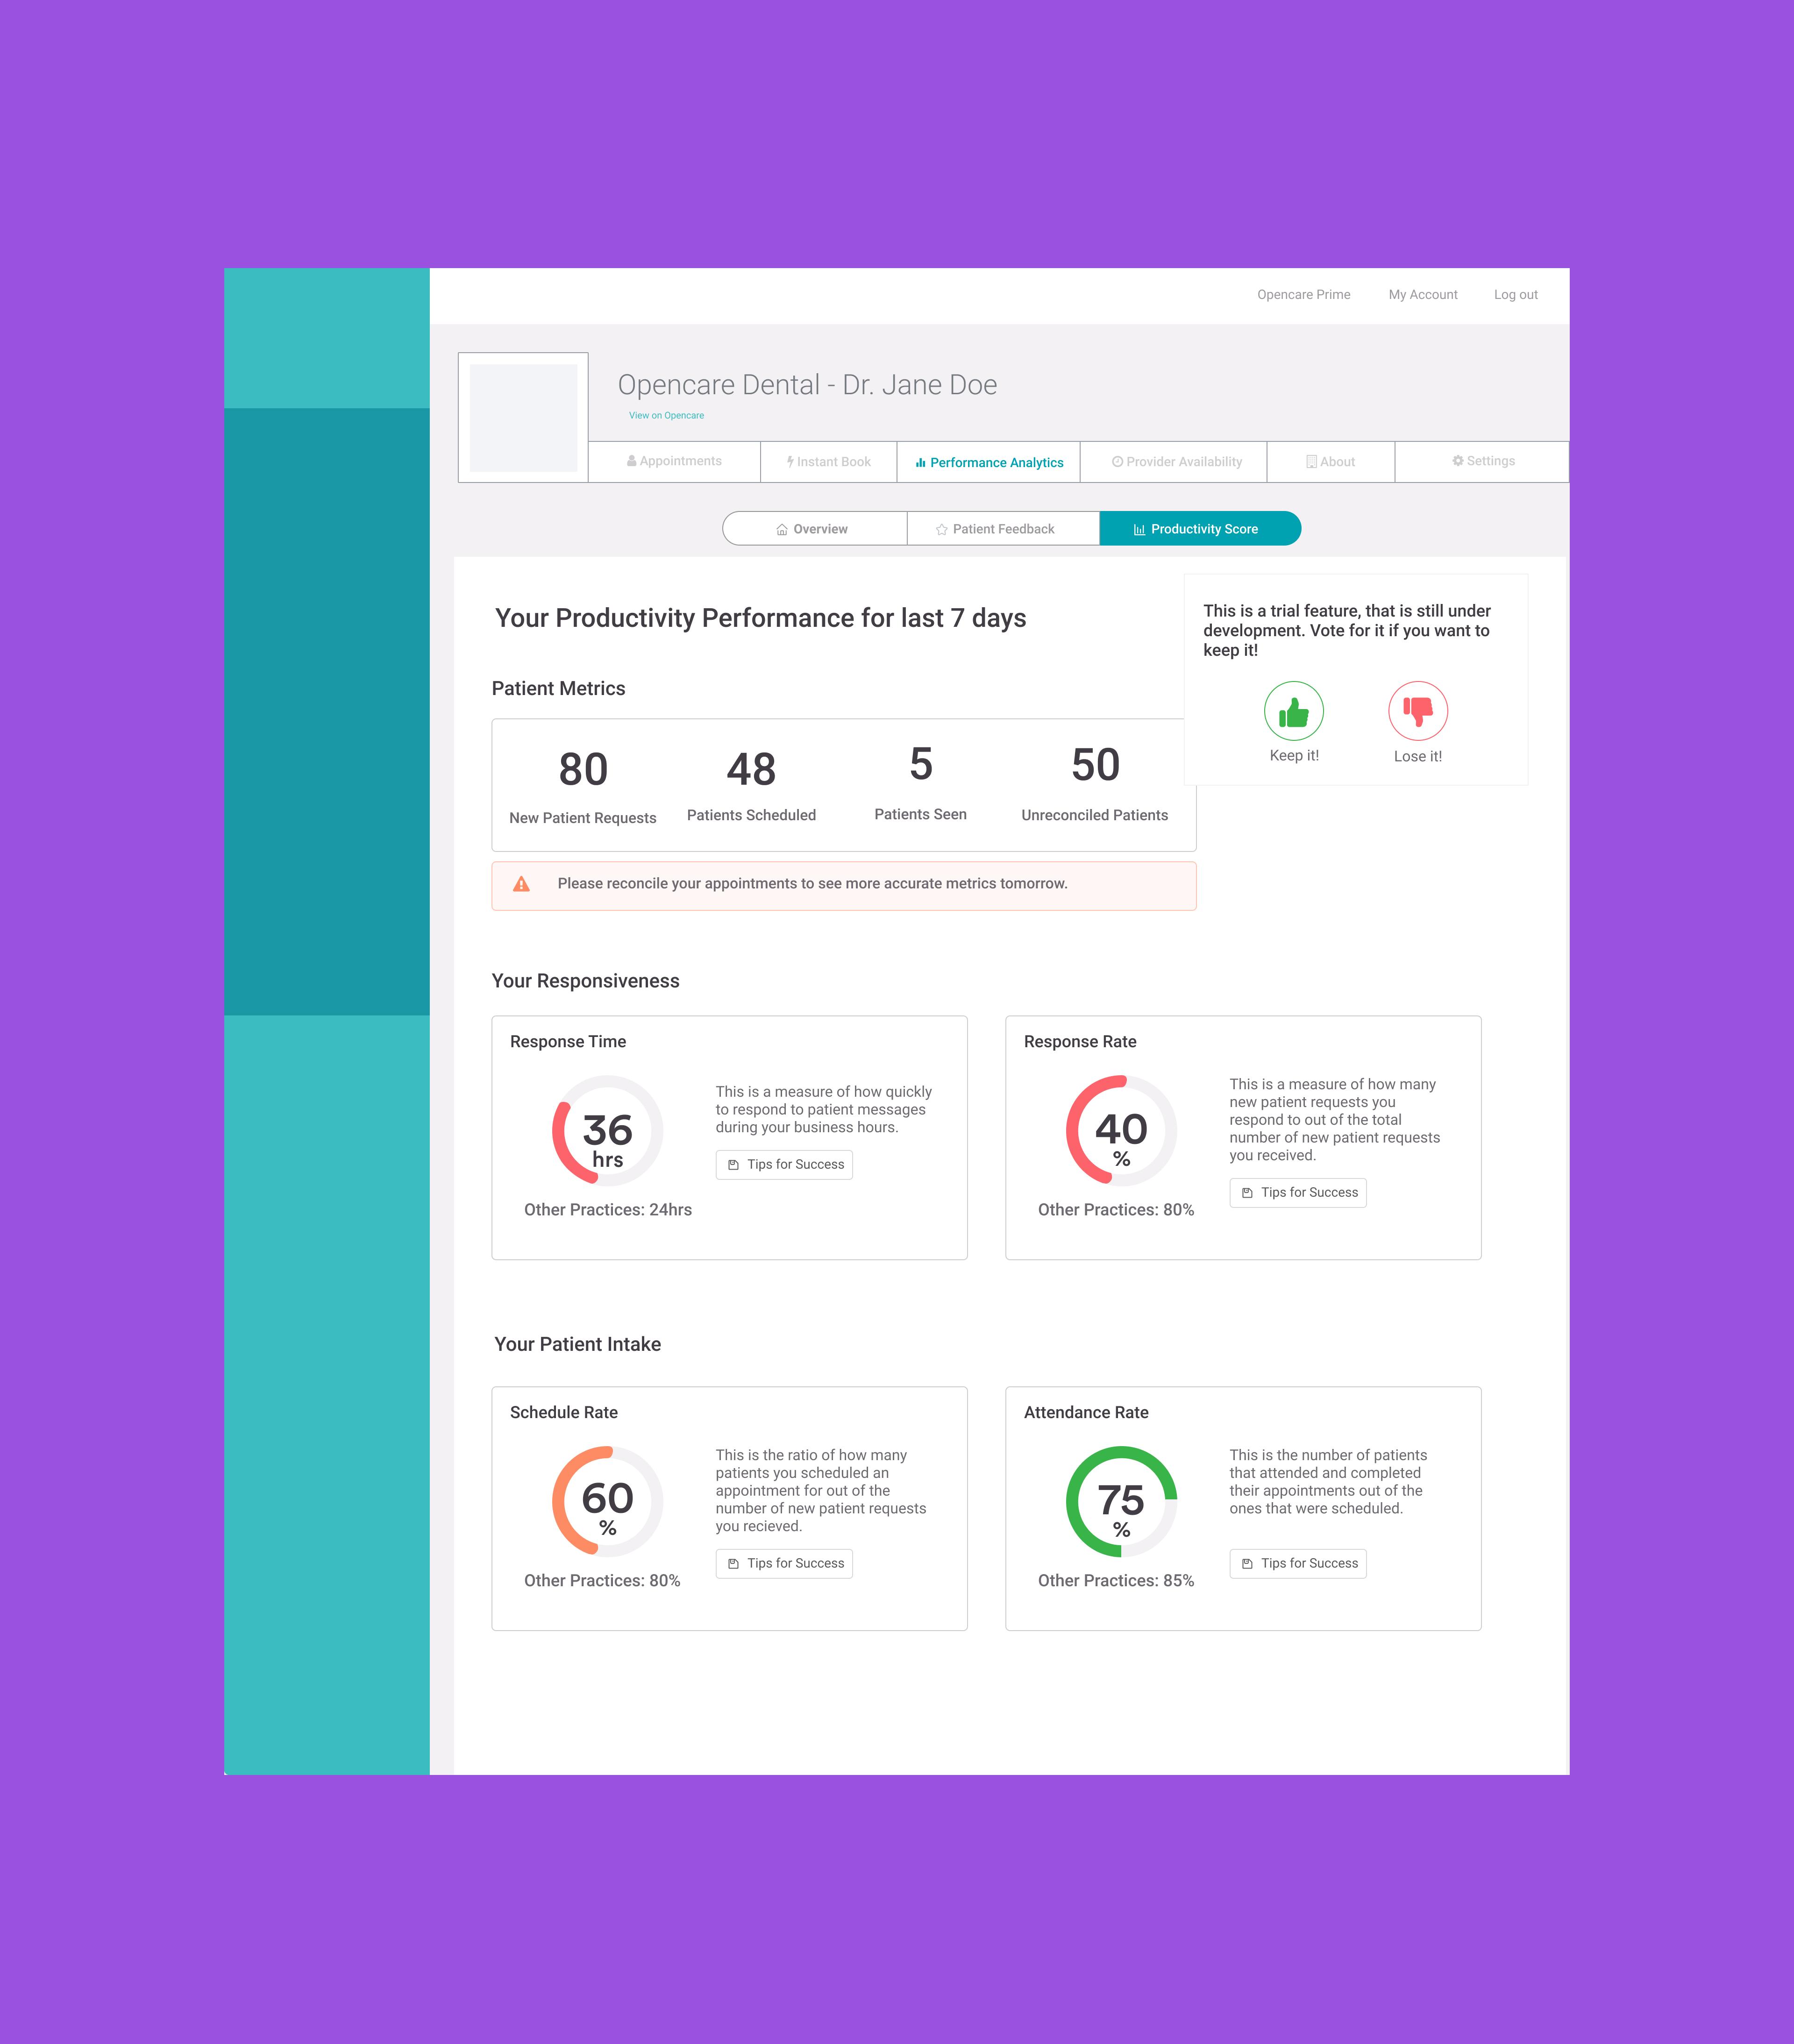 Opencare Prime My Account Log out
Opencare Dental - Dr. Jane Doe
View on Opencare
Appointments Instant Book Performance Analytics Provider Availability About Settings
Overview Patient Feedback Productivity Score
Your Productivity Performance for last 7 days
This is a trial feature, that is still under
development. Vote for it if you want to
keep it!
Keep it! Lose it!
Patient Metrics
80 48 5 50
New Patient Requests Patients Scheduled Patients Seen Unreconciled Patients
Please reconcile your appointments to see more accurate metrics tomorrow.
Your Responsiveness
Response Time
36
hrs
Other Practices: 24hrs
This is a measure of how quickly
to respond to patient messages
during your business hours.
Tips for Success
Response Rate
40
%
Other Practices: 80%
This is a measure of how many
new patient requests you
respond to out of the total
number of new patient requests
you received.
Tips for Success
Your Patient Intake
Schedule Rate
60
%
Other Practices: 80%
This is the ratio of how many
patients you scheduled an
appointment for out of the
number of new patient requests
you recieved.
Tips for Success
Attendance Rate
75
%
Other Practices: 85%
This is the number of patients
that attended and completed
their appointments out of the
ones that were scheduled.
Tips for Success